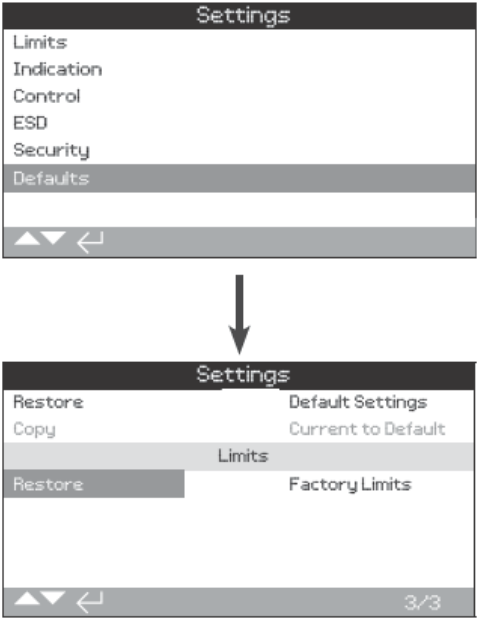 Settings
Limits
Indication
Control
ESD
Security
Defaults
Settings
Restore Default Settings
Copy Current to Default
Limits
Restore Factory Limits
3/3